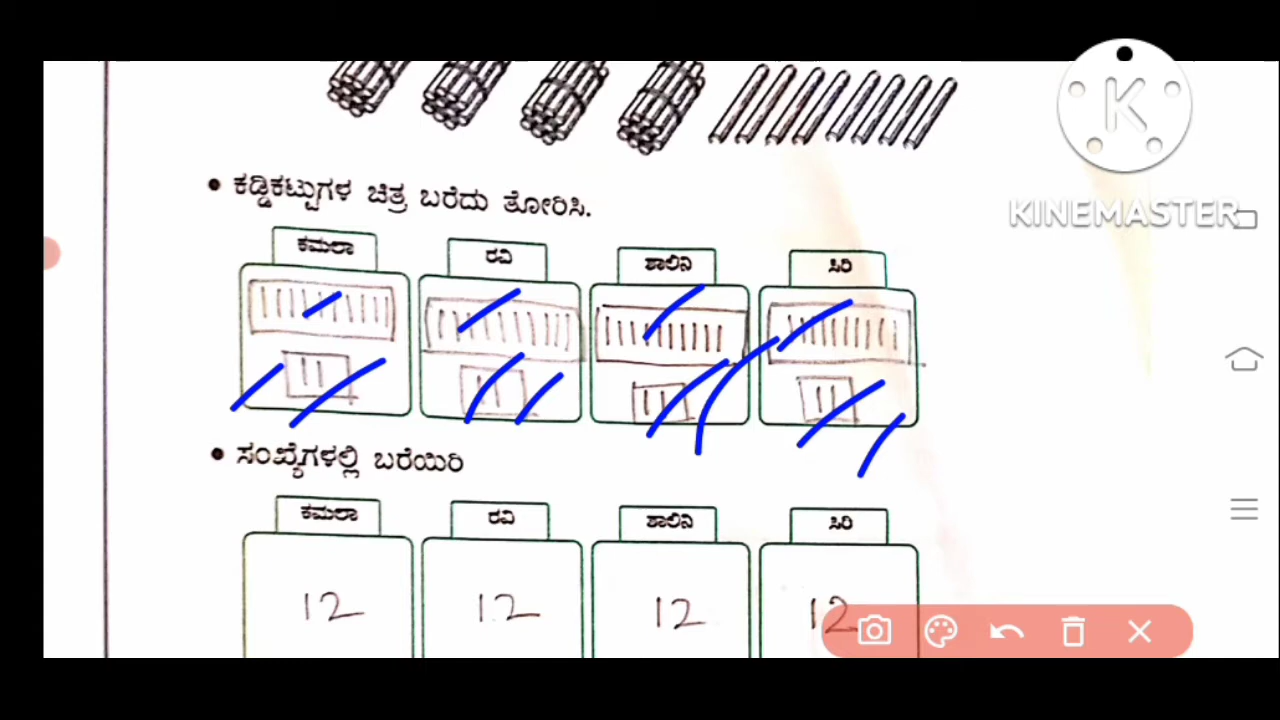 KINEMASTER
• ಕಡ್ಡಿಕಟ್ಟುಗಳ ಚಿತ್ರ ಬರೆದು ತೋರಿಸಿ.
ಕಮಲಾ ರವಿ ಶಾಲಿನಿ ಸಿರಿ
• ಸಂಖ್ಯೆಗಳಲ್ಲಿ ಬರೆಯಿರಿ
ಕಮಲಾ ರವಿ ಶಾಲಿನಿ ಸಿರಿ
12 12 12 12